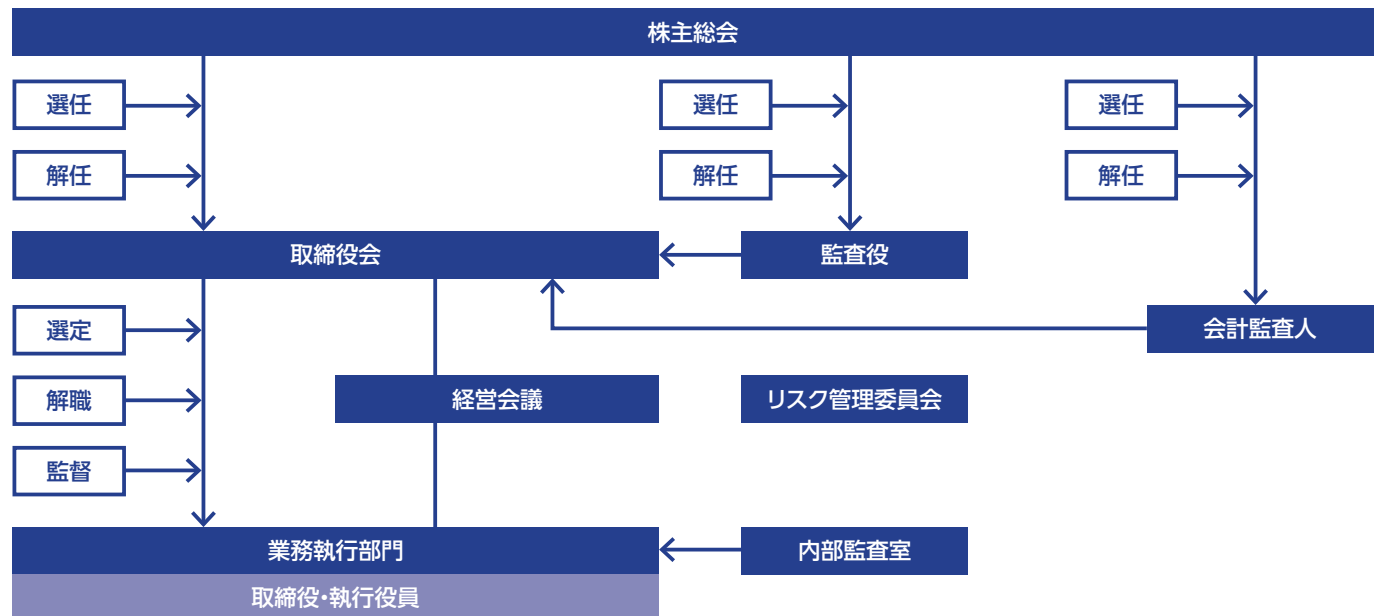 株主総会
選任
選任
選任
解任
解任
解任
取締役会
監査役
選定
会計監査人
解職
経営会議
リスク管理委員会
監督
業務執行部門
内部監査室
取締役・執行役員